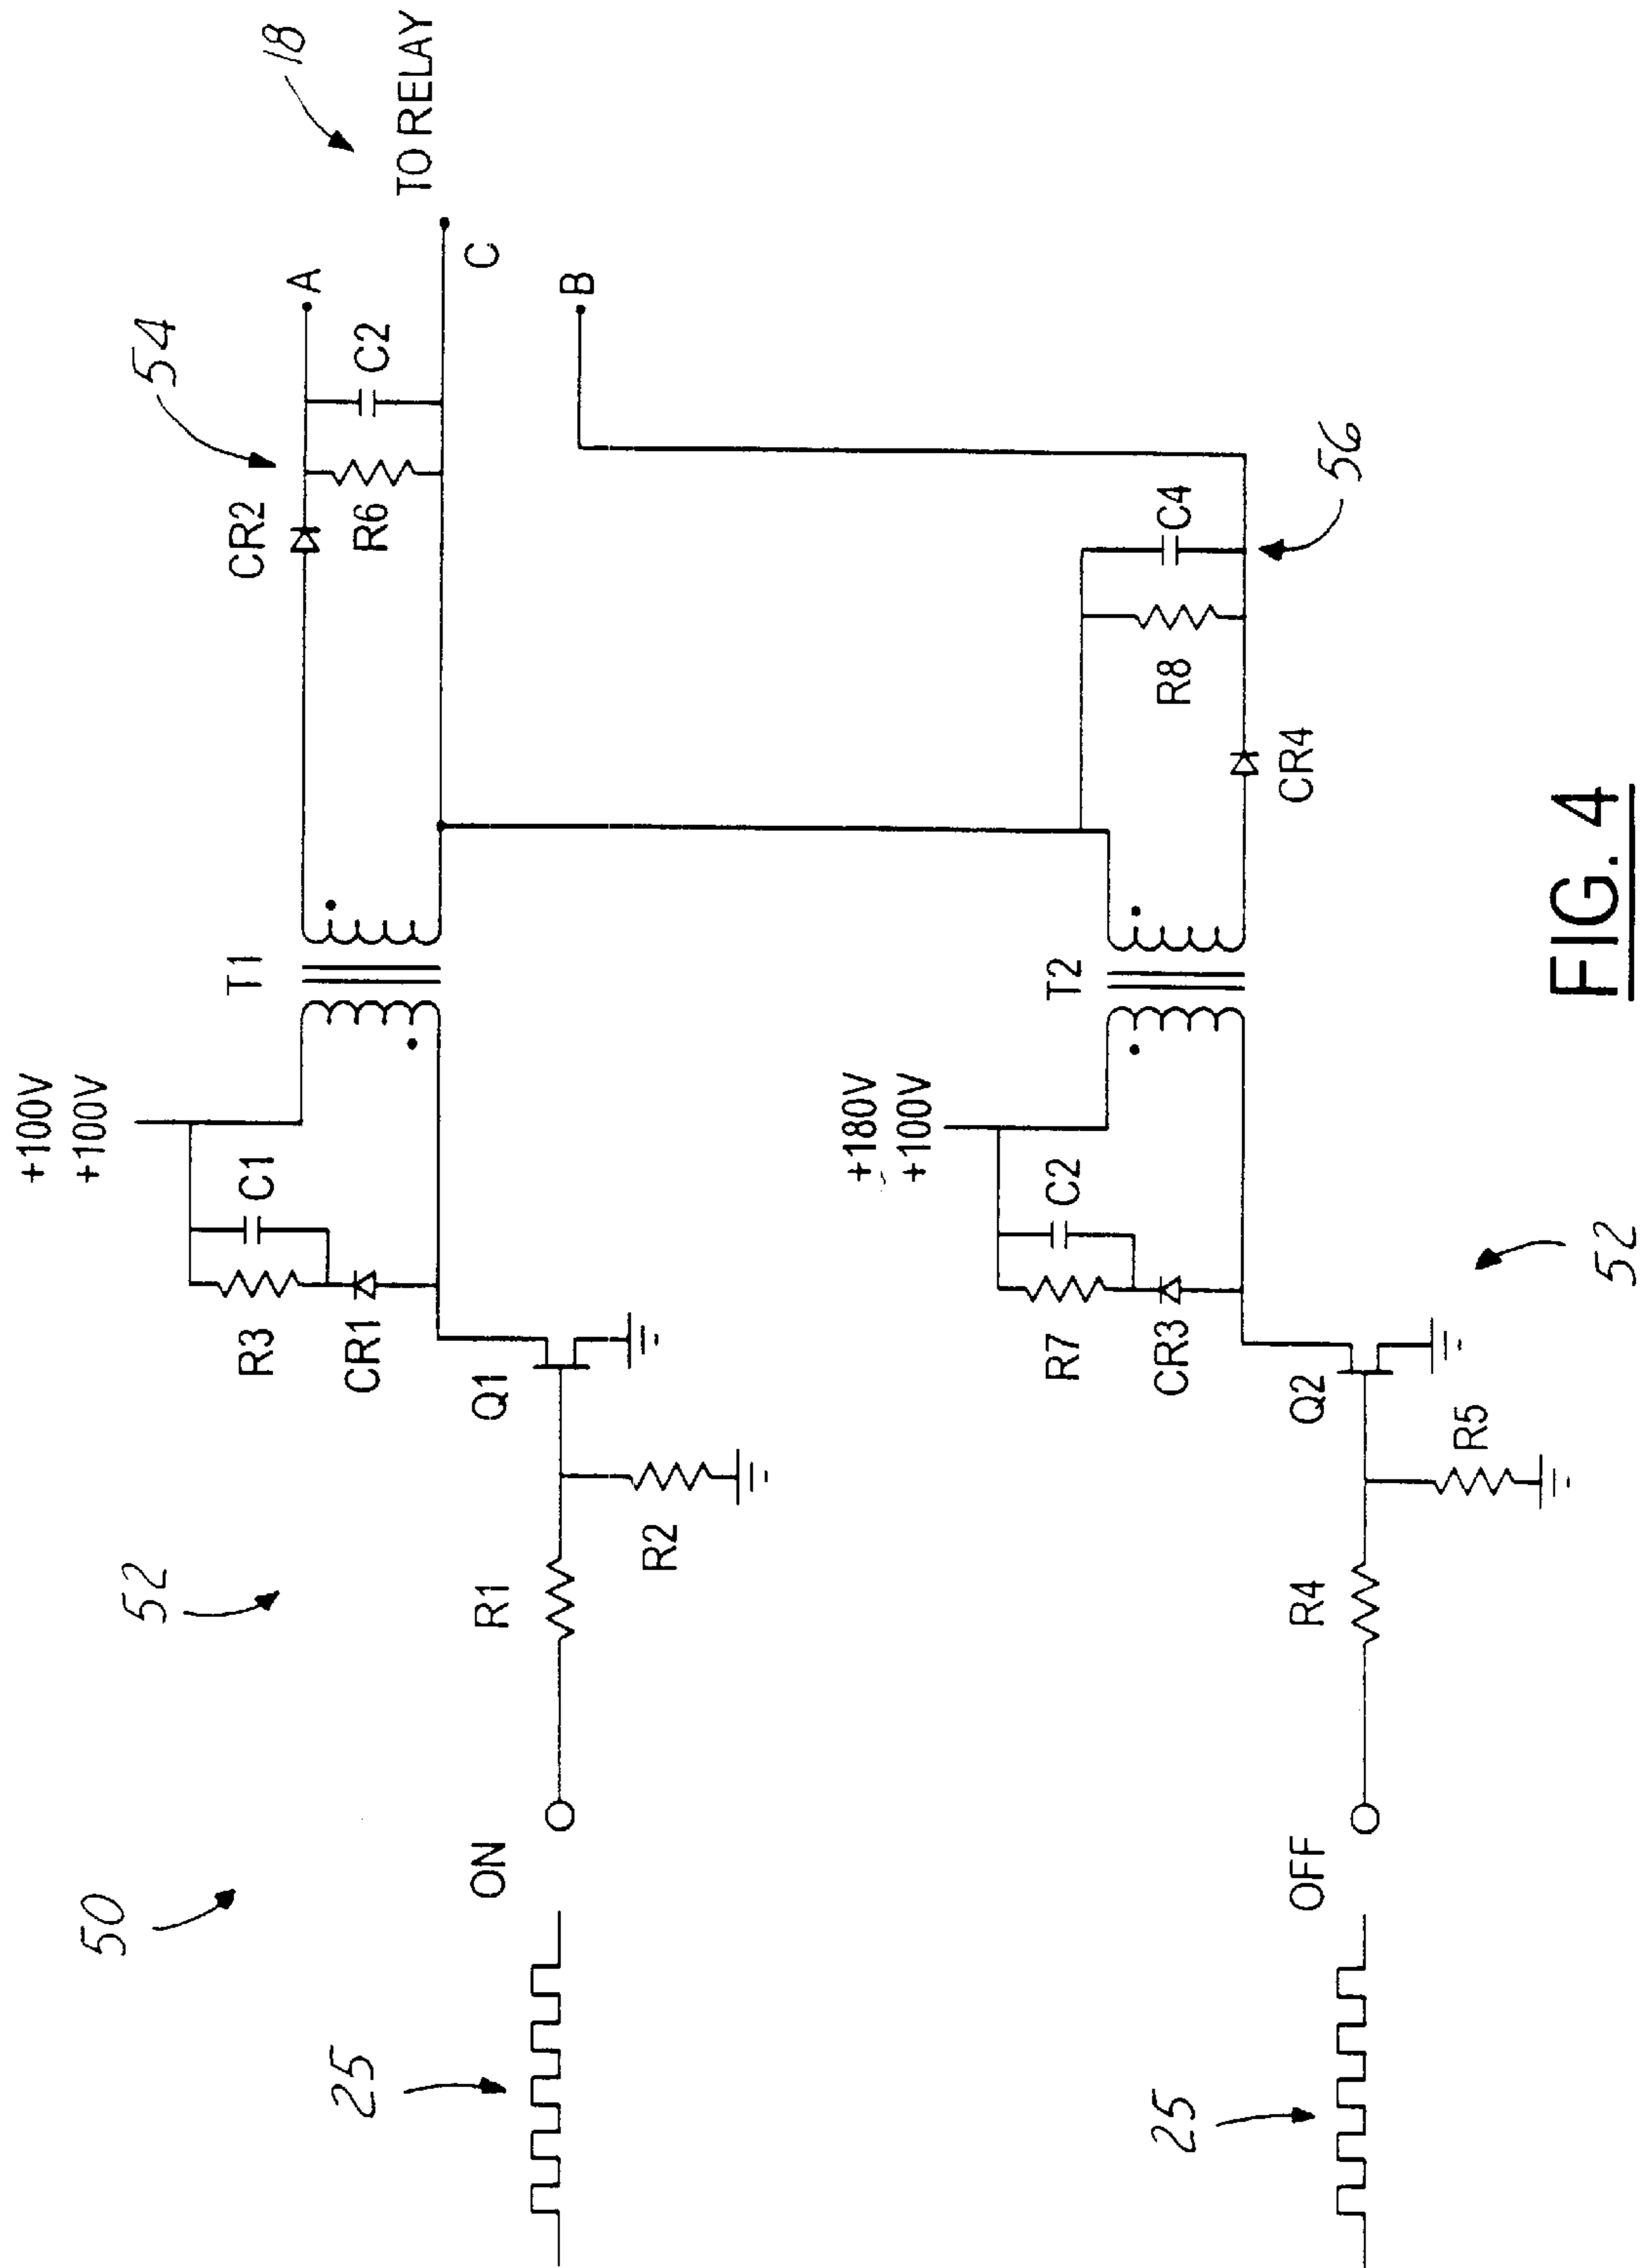 50
52
54
18
TO RELAY
+100V
+100V
R3
C1
CR1
T1
CR2
A
R6
C2
C
B
25
ON
R1
Q1
R2
+180V
+100V
R7
C2
CR3
T2
R8
C4
CR4
56
25
OFF
R4
Q2
R5
52
FIG. 4